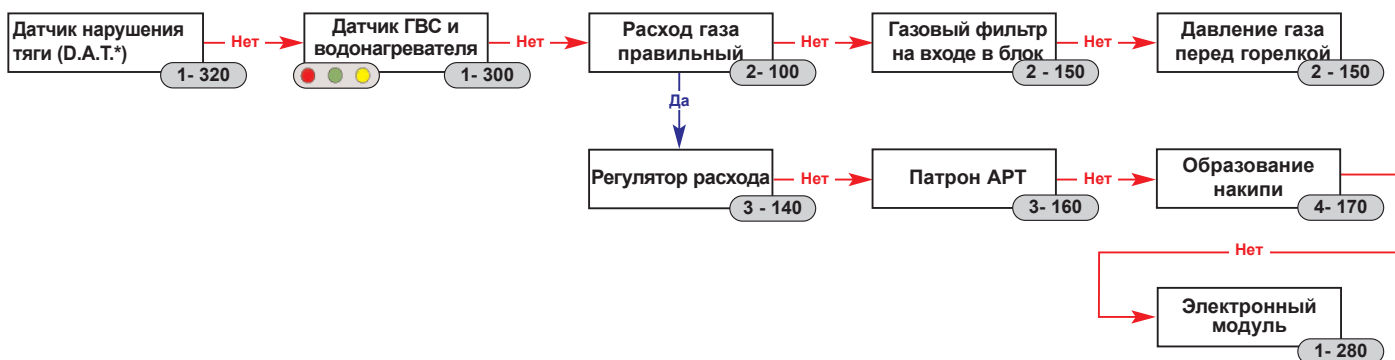 Датчик нарушения
тяги (D.A.T.*)
1- 320
Нет
Датчик ГВС и
водонагревателя
1- 300
Нет
Расход газа
правильный
2- 100
Нет
Газовый фильтр
на входе в блок
2 - 150
Нет
Давление газа
перед горелкой
2 - 150
Да
Регулятор расхода
3 - 140
Нет
Патрон АРТ
3- 160
Нет
Образование
накипи
4- 170
Нет
Электронный
модуль
1- 280